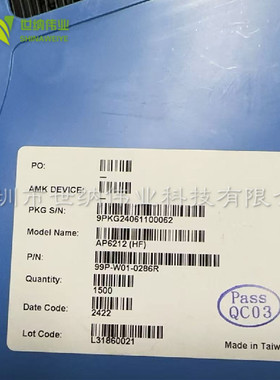 世纳伟业
SHINAWEIYE
PO:
—
AMK DEVICE:
PKG S/N:
9PKG24061100062
圳市世纳伟业科技有限
Model Name:
AP6212 (HF)
P/N:
99P-W01-0286R
Quantity:
1500
Pass
QC03
Date Code:
2422
Lot Code:
L31860021
Made in Taiw